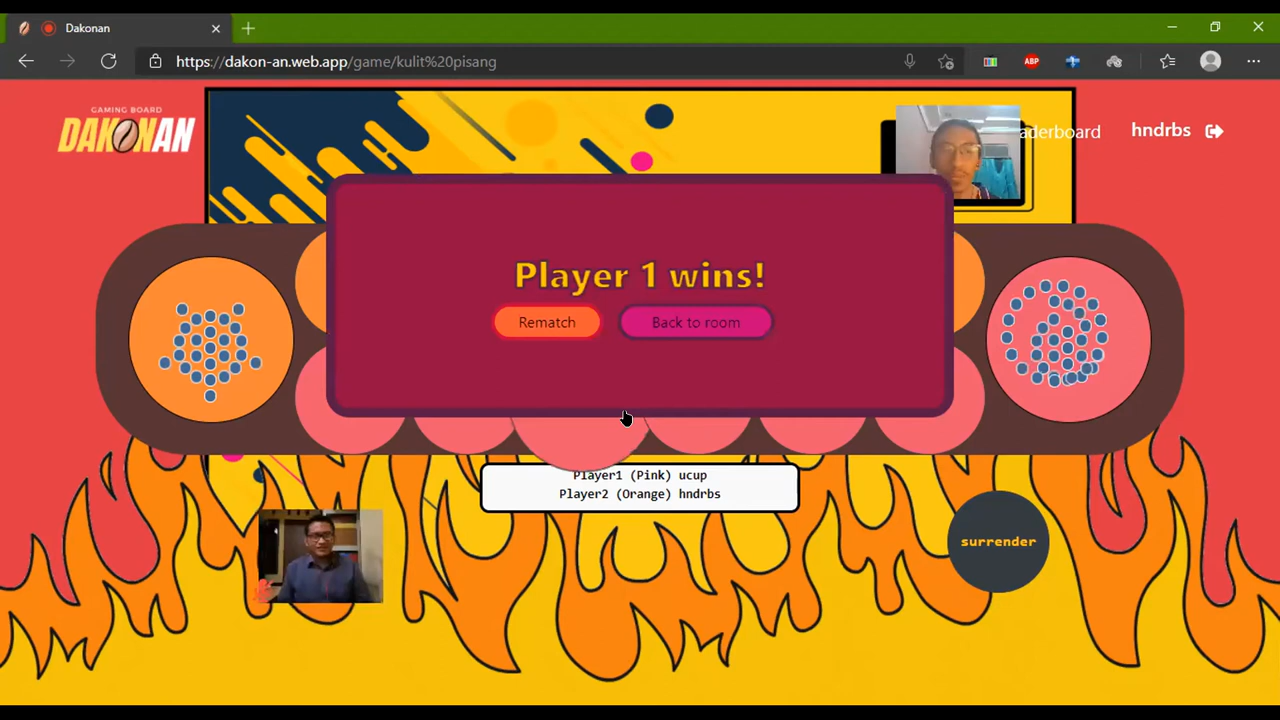 Dakonan
https://dakon-an.web.app/game/kulit%20pisang
ABP
GAMING BOARD
DAKONAN
aderboard
hndrbs
Player 1 wins!
Rematch
Back to room
Player1 (Pink) ucup
Player2 (Orange) hndrbs
surrender